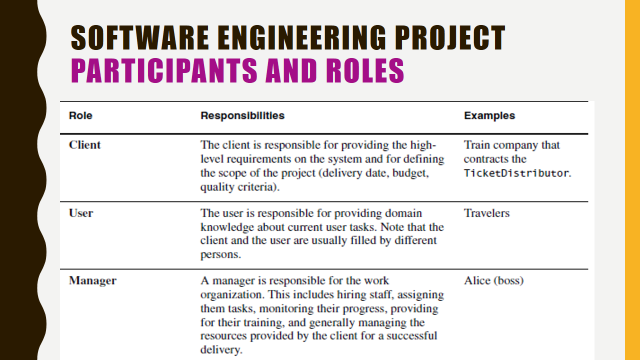 SOFTWARE ENGINEERING PROJECT
PARTICIPANTS AND ROLES
Role Responsibilities Examples
Client The client is responsible for providing the high- Train company that
level requirements on the system and for defining contracts the
the scope of the project (delivery date, budget, TicketDistributor.
quality criteria).
User The user is responsible for providing domain Travelers
knowledge about current user tasks. Note that the
client and the user are usually filled by different
persons.
Manager A manager is responsible for the work Alice (boss)
organization. This includes hiring staff, assigning
them tasks, monitoring their progress, providing
for their training, and generally managing the
resources provided by the client for a successful
delivery.